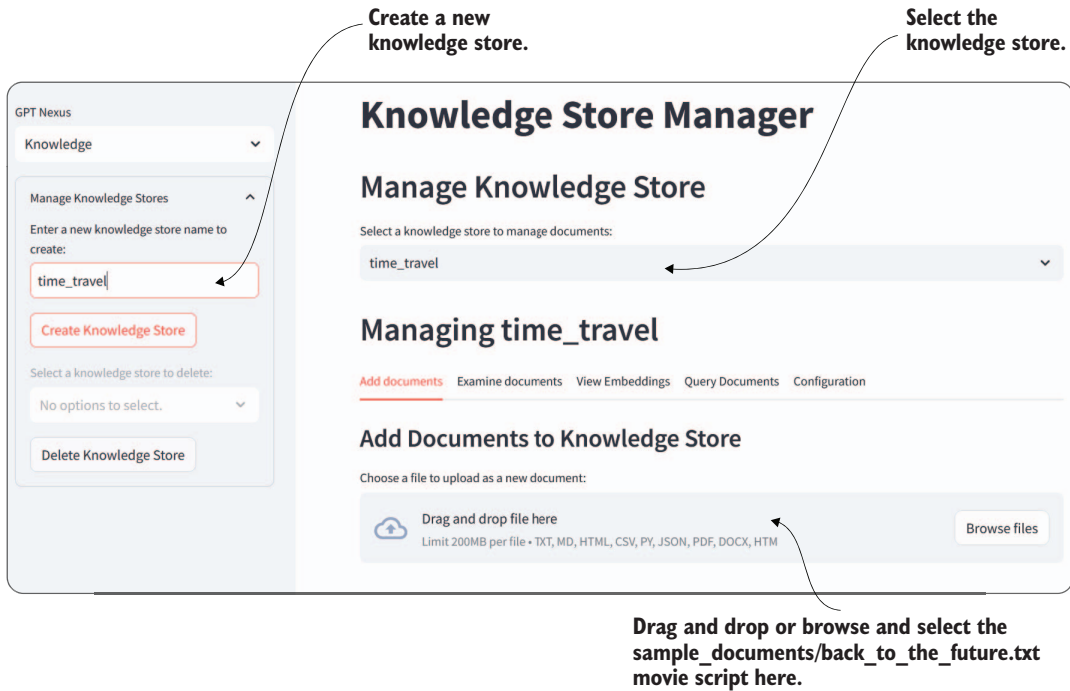 Create a new
knowledge store.
Select the
knowledge store.
GPT Nexus
Knowledge
Manage Knowledge Stores
Enter a new knowledge store name to
create:
time_travel
Create Knowledge Store
Select a knowledge store to delete:
No options to select.
Delete Knowledge Store
Knowledge Store Manager
Manage Knowledge Store
Select a knowledge store to manage documents:
time_travel
Managing time_travel
Add documents Examine documents View Embeddings Query Documents Configuration
Add Documents to Knowledge Store
Choose a file to upload as a new document:
Drag and drop file here
Limit 200MB per file • TXT, MD, HTML, CSV, PY, JSON, PDF, DOCX, HTM
Browse files
Drag and drop or browse and select the
sample_documents/back_to_the_future.txt
movie script here.